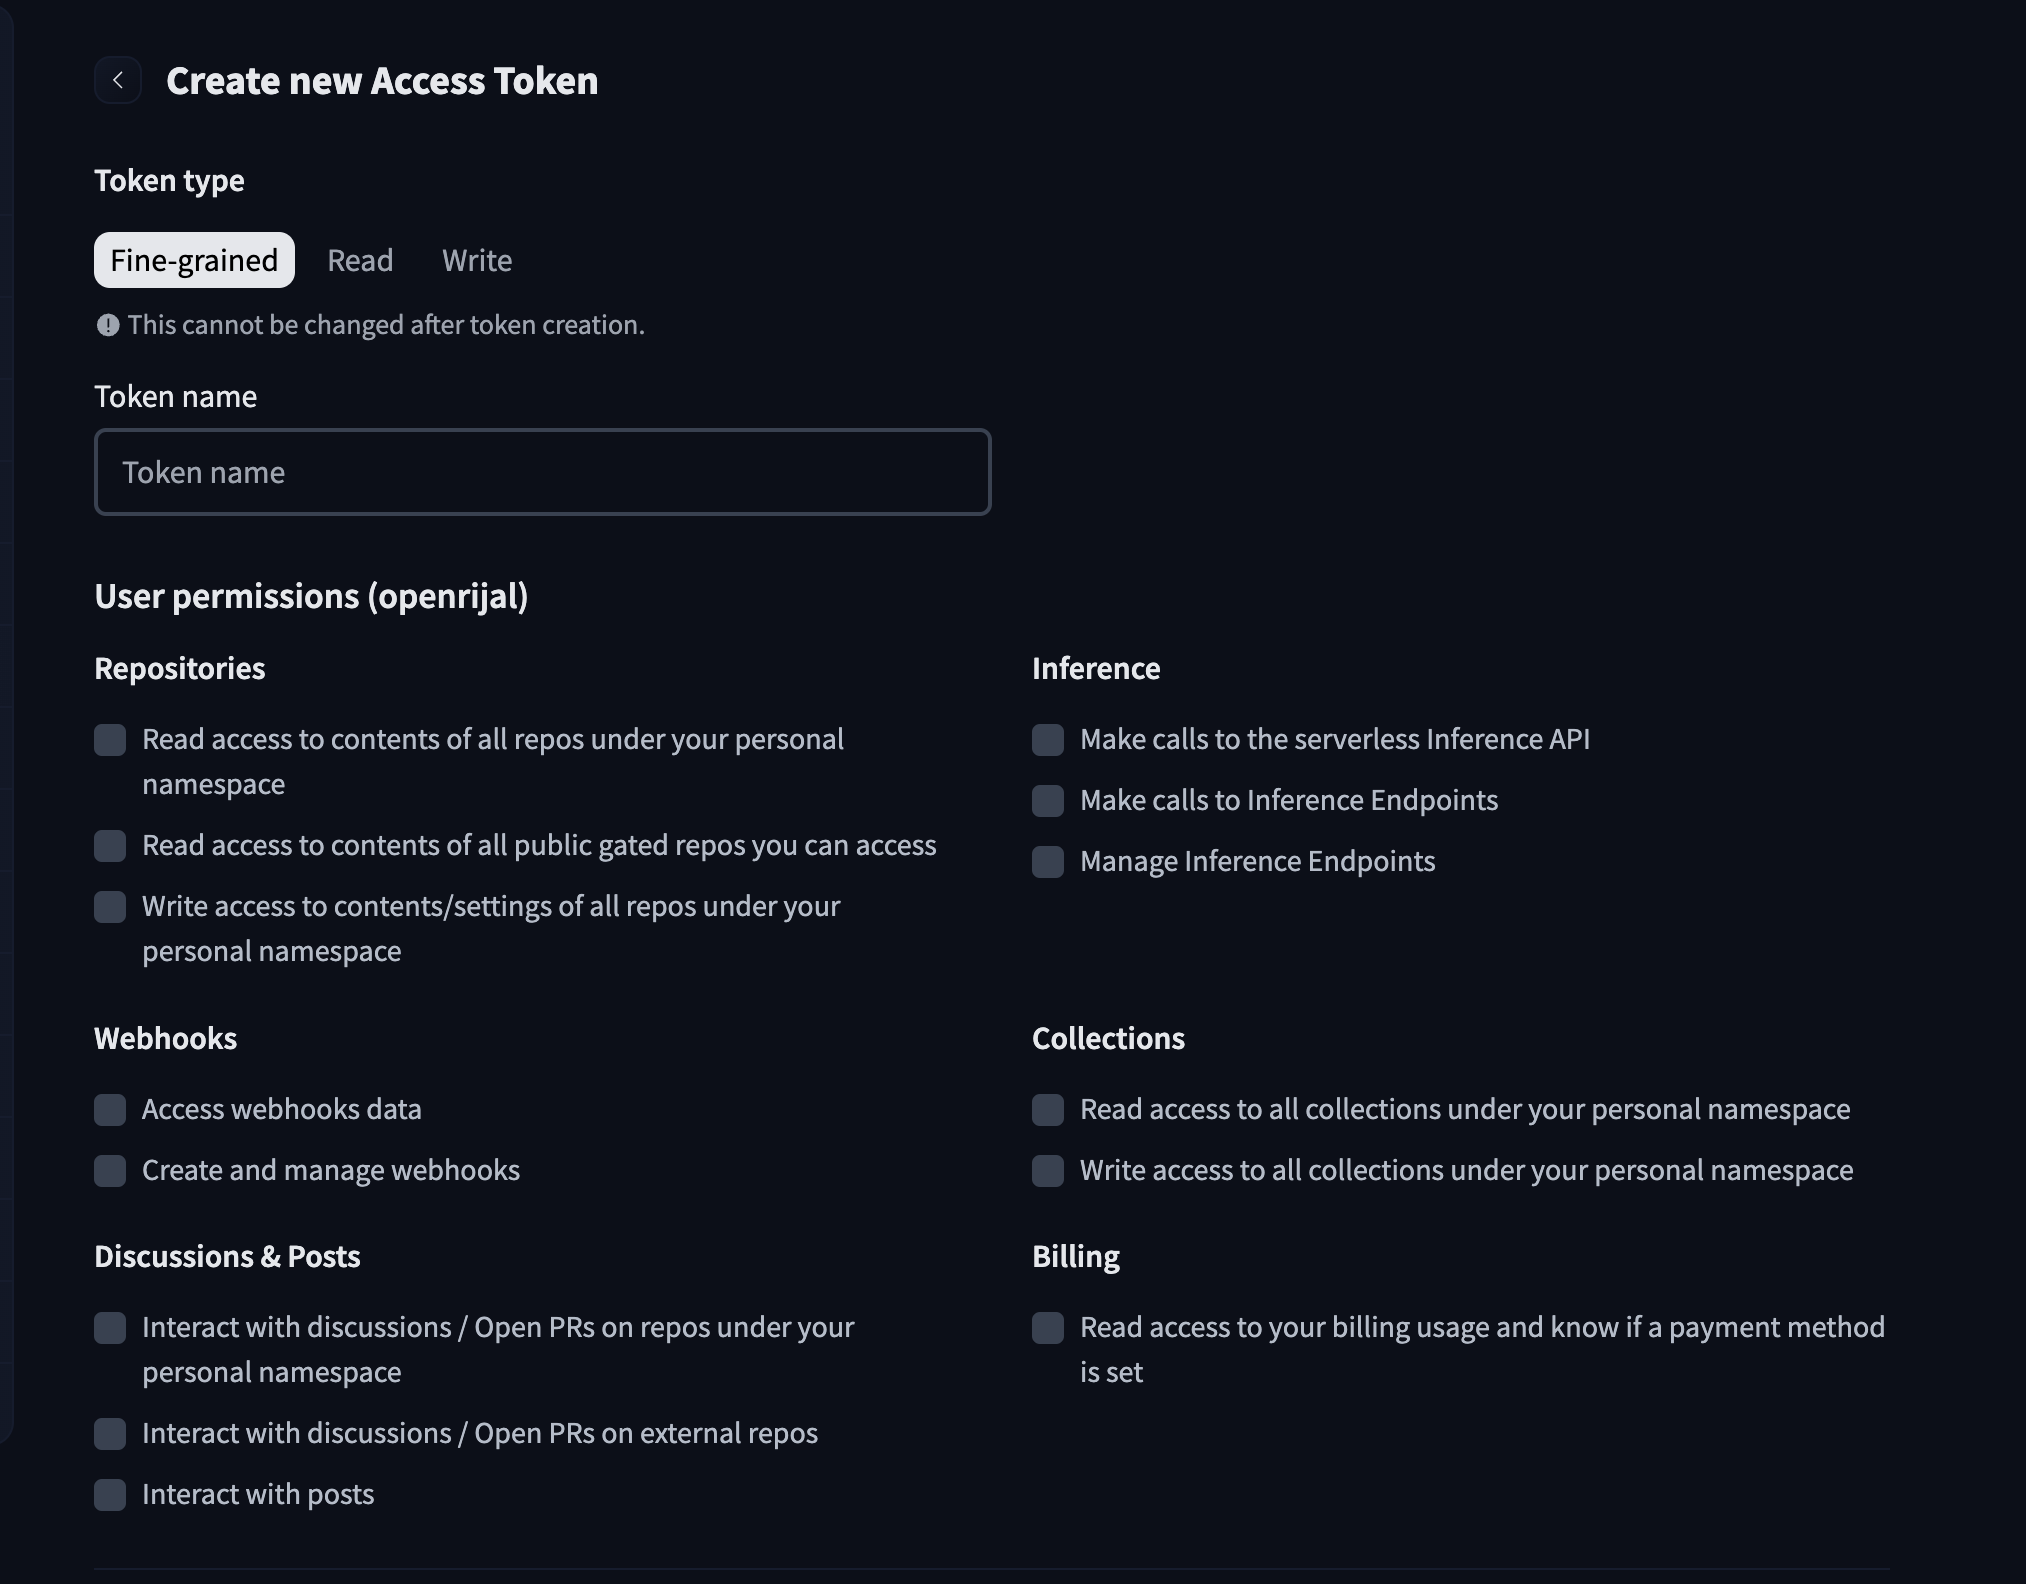 Create new Access Token
Token type
Fine-grained Read Write
This cannot be changed after token creation.
Token name
Token name
User permissions (openrijal)
Repositories
Read access to contents of all repos under your personal
namespace
Read access to contents of all public gated repos you can access
Write access to contents/settings of all repos under your
personal namespace
Inference
Make calls to the serverless Inference API
Make calls to Inference Endpoints
Manage Inference Endpoints
Webhooks
Access webhooks data
Create and manage webhooks
Collections
Read access to all collections under your personal namespace
Write access to all collections under your personal namespace
Discussions & Posts
Interact with discussions / Open PRs on repos under your
personal namespace
Interact with discussions / Open PRs on external repos
Interact with posts
Billing
Read access to your billing usage and know if a payment method
is set